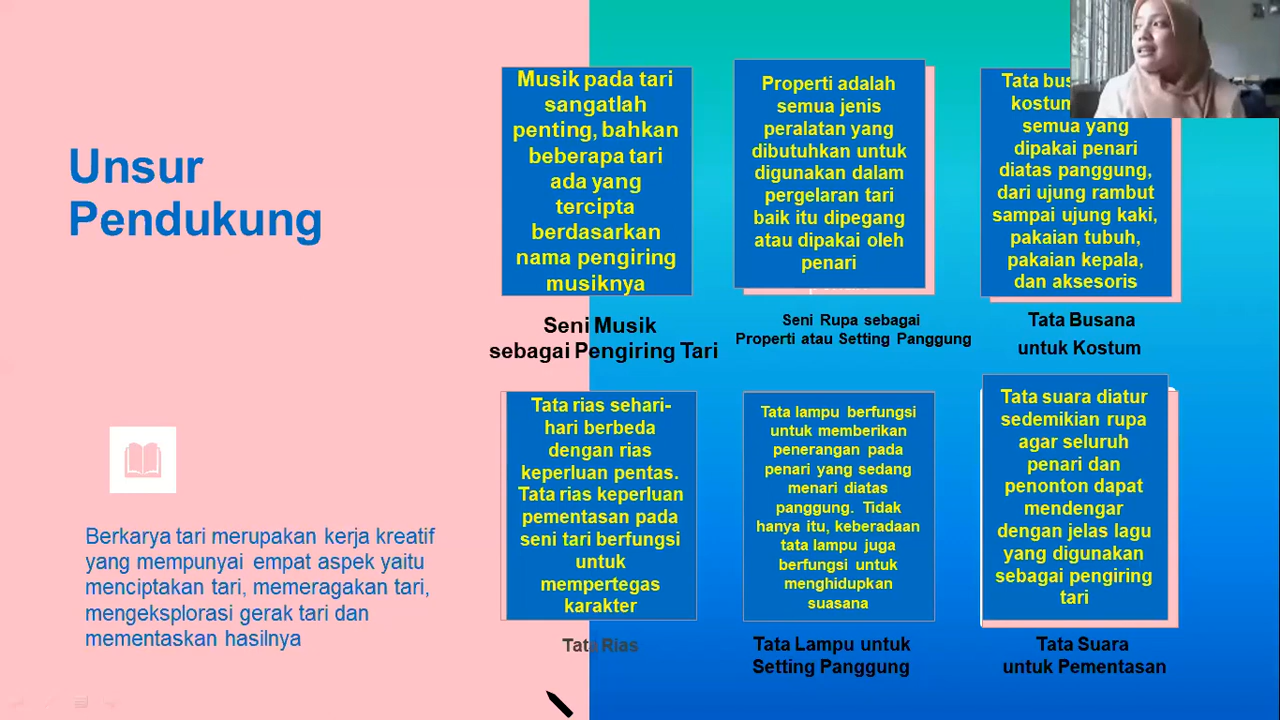 Unsur
Pendukung
Berkarya tari merupakan kerja kreatif
yang mempunyai empat aspek yaitu
menciptakan tari, memeragakan tari,
mengeksplorasi gerak tari dan
mementaskan hasilnya
Musik pada tari
sangatlah
penting, bahkan
beberapa tari
ada yang
tercipta
berdasarkan
nama pengiring
musiknya
Seni Musik
sebagai Pengiring Tari
Properti adalah
semua jenis
peralatan yang
dibutuhkan untuk
digunakan dalam
pergelaran tari
baik itu dipegang
atau dipakai oleh
penari
Seni Rupa sebagai
Properti atau Setting Panggung
Tata
kostum
semua yang
dipakai penari
diatas panggung,
dari ujung rambut
sampai ujung kaki,
pakaian tubuh,
pakaian kepala,
dan aksesoris
Tata Busana
untuk Kostum
Tata rias sehari-
hari berbeda
dengan rias
keperluan pentas.
Tata rias keperluan
pementasan pada
seni tari berfungsi
untuk
mempertegas
karakter
Tata Rias
Tata lampu berfungsi
untuk memberikan
penerangan pada
penari yang sedang
menari diatas
panggung. Tidak
hanya itu, keberadaan
tata lampu juga
berfungsi untuk
menghidupkan
suasana
Tata Lampu untuk
Setting Panggung
Tata suara diatur
sedemikian rupa
agar seluruh
penari dan
penonton dapat
mendengar
dengan jelas lagu
yang digunakan
sebagai pengiring
tari
Tata Suara
untuk Pementasan